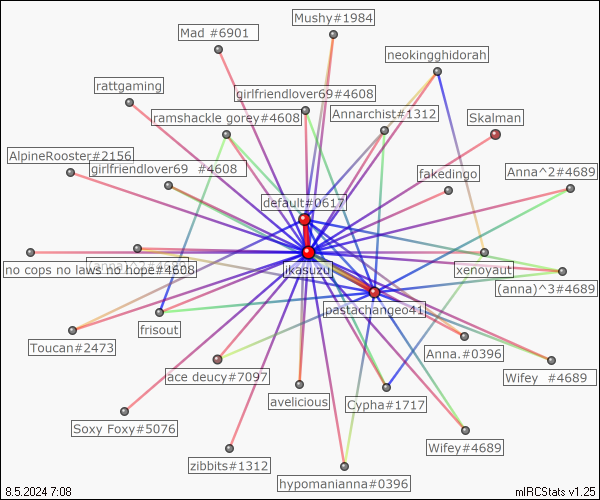 Mushy#1984
Mad #6901
neokingghidorah
rattgaming
girlfriendlover69#4608
ramshackle gorey#4608
Annarchist#1312
Skalman
AlpineRooster#2156
girlfriendlover69 #4608
fakedingo
Anna^2#4689
default#0617
no cops no laws no hope#4608
ikasuzu
xenoyaut
(anna)^3#4689
pastachangeo41
frisout
Toucan#2473
Anna.#0396
ace deucy#7097
Wifey #4689
avelicious
Cypha#1717
Soxy Foxy#5076
Wifey#4689
zibbits#1312
hypomanianna#0396
8.5.2024 7:08
mIRCStats v1.25